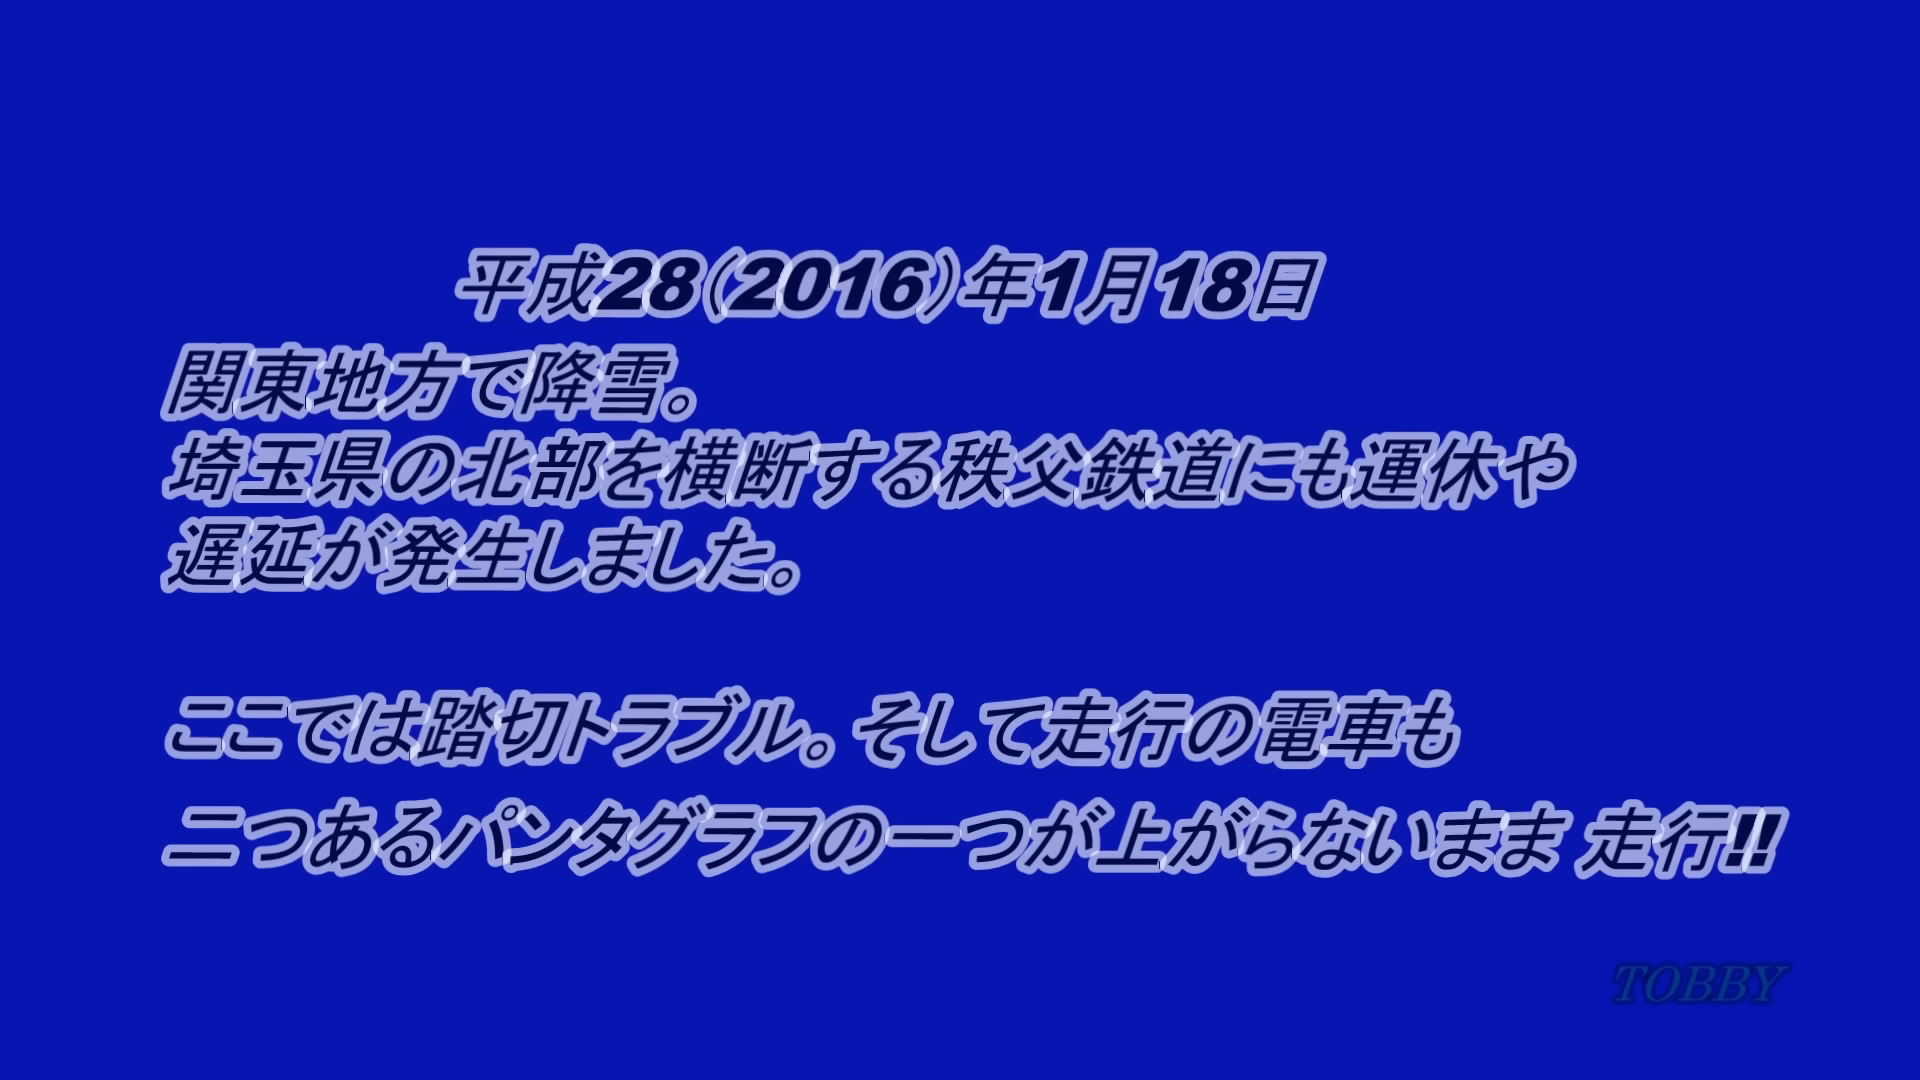 平成28(2016)年1月18日
関東地方で降雪。
埼玉県の北部を横断する秩父鉄道にも運休や
遅延が発生しました。
ここでは踏切トラブル。そして走行の電車も
二つあるパンタグラフの一つが上がらないまま 走行!!
TOBBY